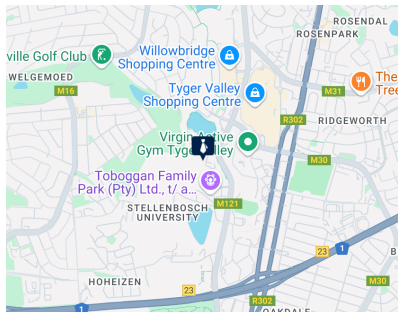 ROSENDAL
ROSENPARK
Willowbridge
Shopping Centre
ville Golf Club
WELGEMOED
M16
Tyger Valley
Shopping Centre
The
Tree
M31
R302
RIDGEWORTH
Virgin Active
Gym Tyge lley
M30
Toboggan Family
Park (Pty) Ltd., t/
a...
M121
STELLENBOSCH
UNIVERSITY
23
1
B
M30
HOHEIZEN
23
1
R302
OAKDALE